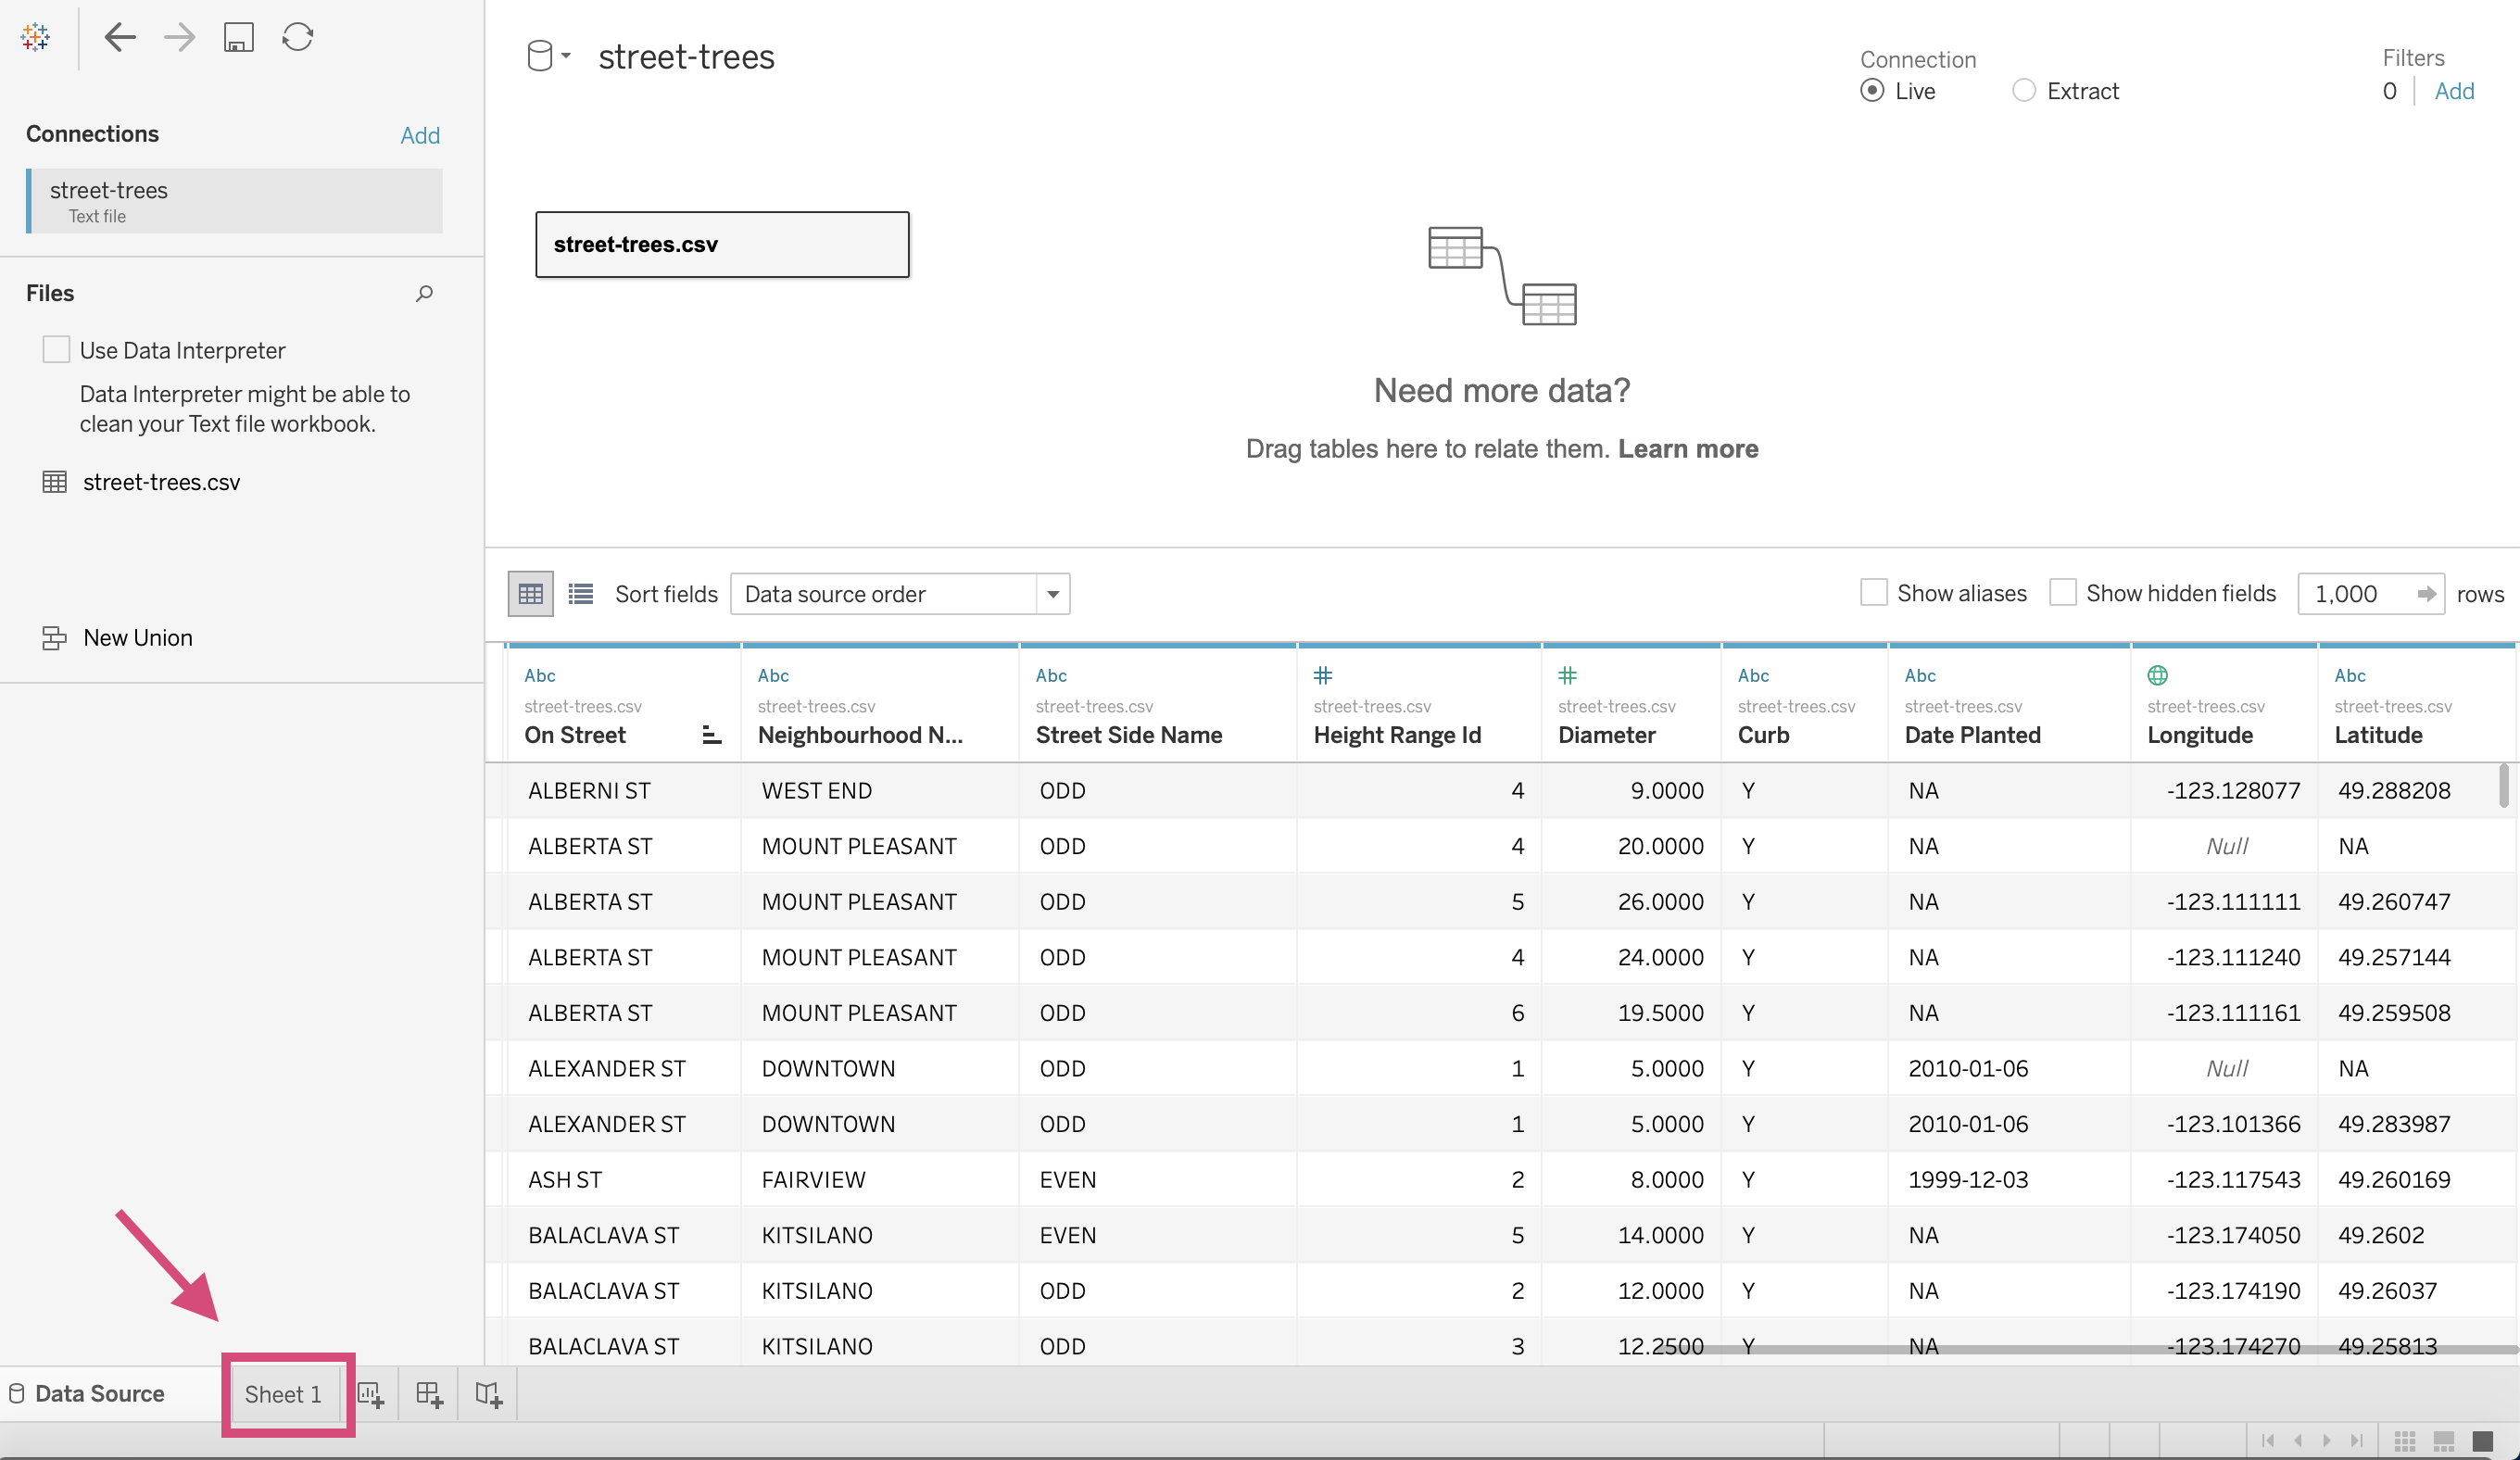 street-trees
Connection
Live
Extract
Filters
0 Add
Connections Add
street-trees
Text file
street-trees.csv
Files
Use Data Interpreter
Data Interpreter might be able to
clean your Text file workbook.
street-trees.csv
New Union
Need more data?
Drag tables here to relate them. Learn more
Sort fields Data source order Show aliases Show hidden fields 1,000 rows
Abc Abc Abc # # Abc Abc Abc
street-trees.csv street-trees.csv street-trees.csv street-trees.csv street-trees.csv street-trees.csv street-trees.csv street-trees.csv street-trees.csv
On Street Neighbourhood N... Street Side Name Height Range Id Diameter Curb Date Planted Longitude Latitude
ALBERNI ST WEST END ODD 4 9.0000 Y NA -123.128077 49.288208
ALBERTA ST MOUNT PLEASANT ODD 4 20.0000 Y NA Null NA
ALBERTA ST MOUNT PLEASANT ODD 5 26.0000 Y NA -123.111111 49.260747
ALBERTA ST MOUNT PLEASANT ODD 4 24.0000 Y NA -123.111240 49.257144
ALBERTA ST MOUNT PLEASANT ODD 6 19.5000 Y NA -123.111161 49.259508
ALEXANDER ST DOWNTOWN ODD 1 5.0000 Y 2010-01-06 Null NA
ALEXANDER ST DOWNTOWN ODD 1 5.0000 Y 2010-01-06 -123.101366 49.283987
ASH ST FAIRVIEW EVEN 2 8.0000 Y 1999-12-03 -123.117543 49.260169
BALACLAVA ST KITSILANO EVEN 5 14.0000 Y NA -123.174050 49.2602
BALACLAVA ST KITSILANO ODD 2 12.0000 Y NA -123.174190 49.26037
BALACLAVA ST KITSILANO ODD 3 12.2500 Y NA -123.174270 49.25813
Data Source Sheet 1